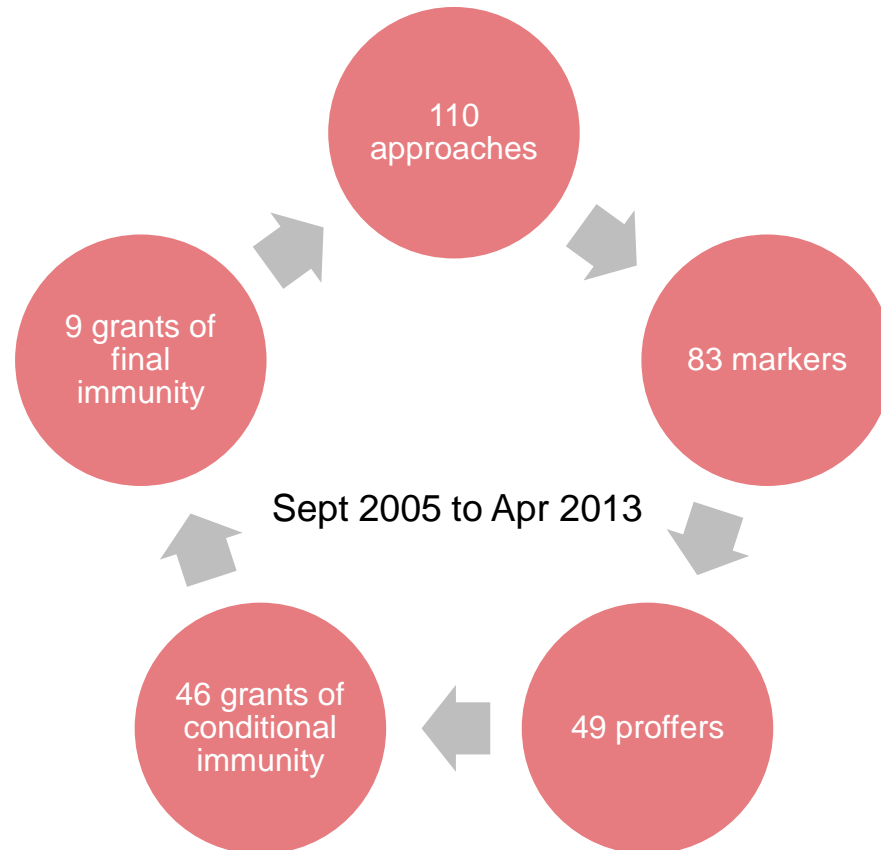 110
approaches
83 markers
49 proffers
46 grants of
conditional
immunity
9 grants of
final
immunity
Sept 2005 to Apr 2013